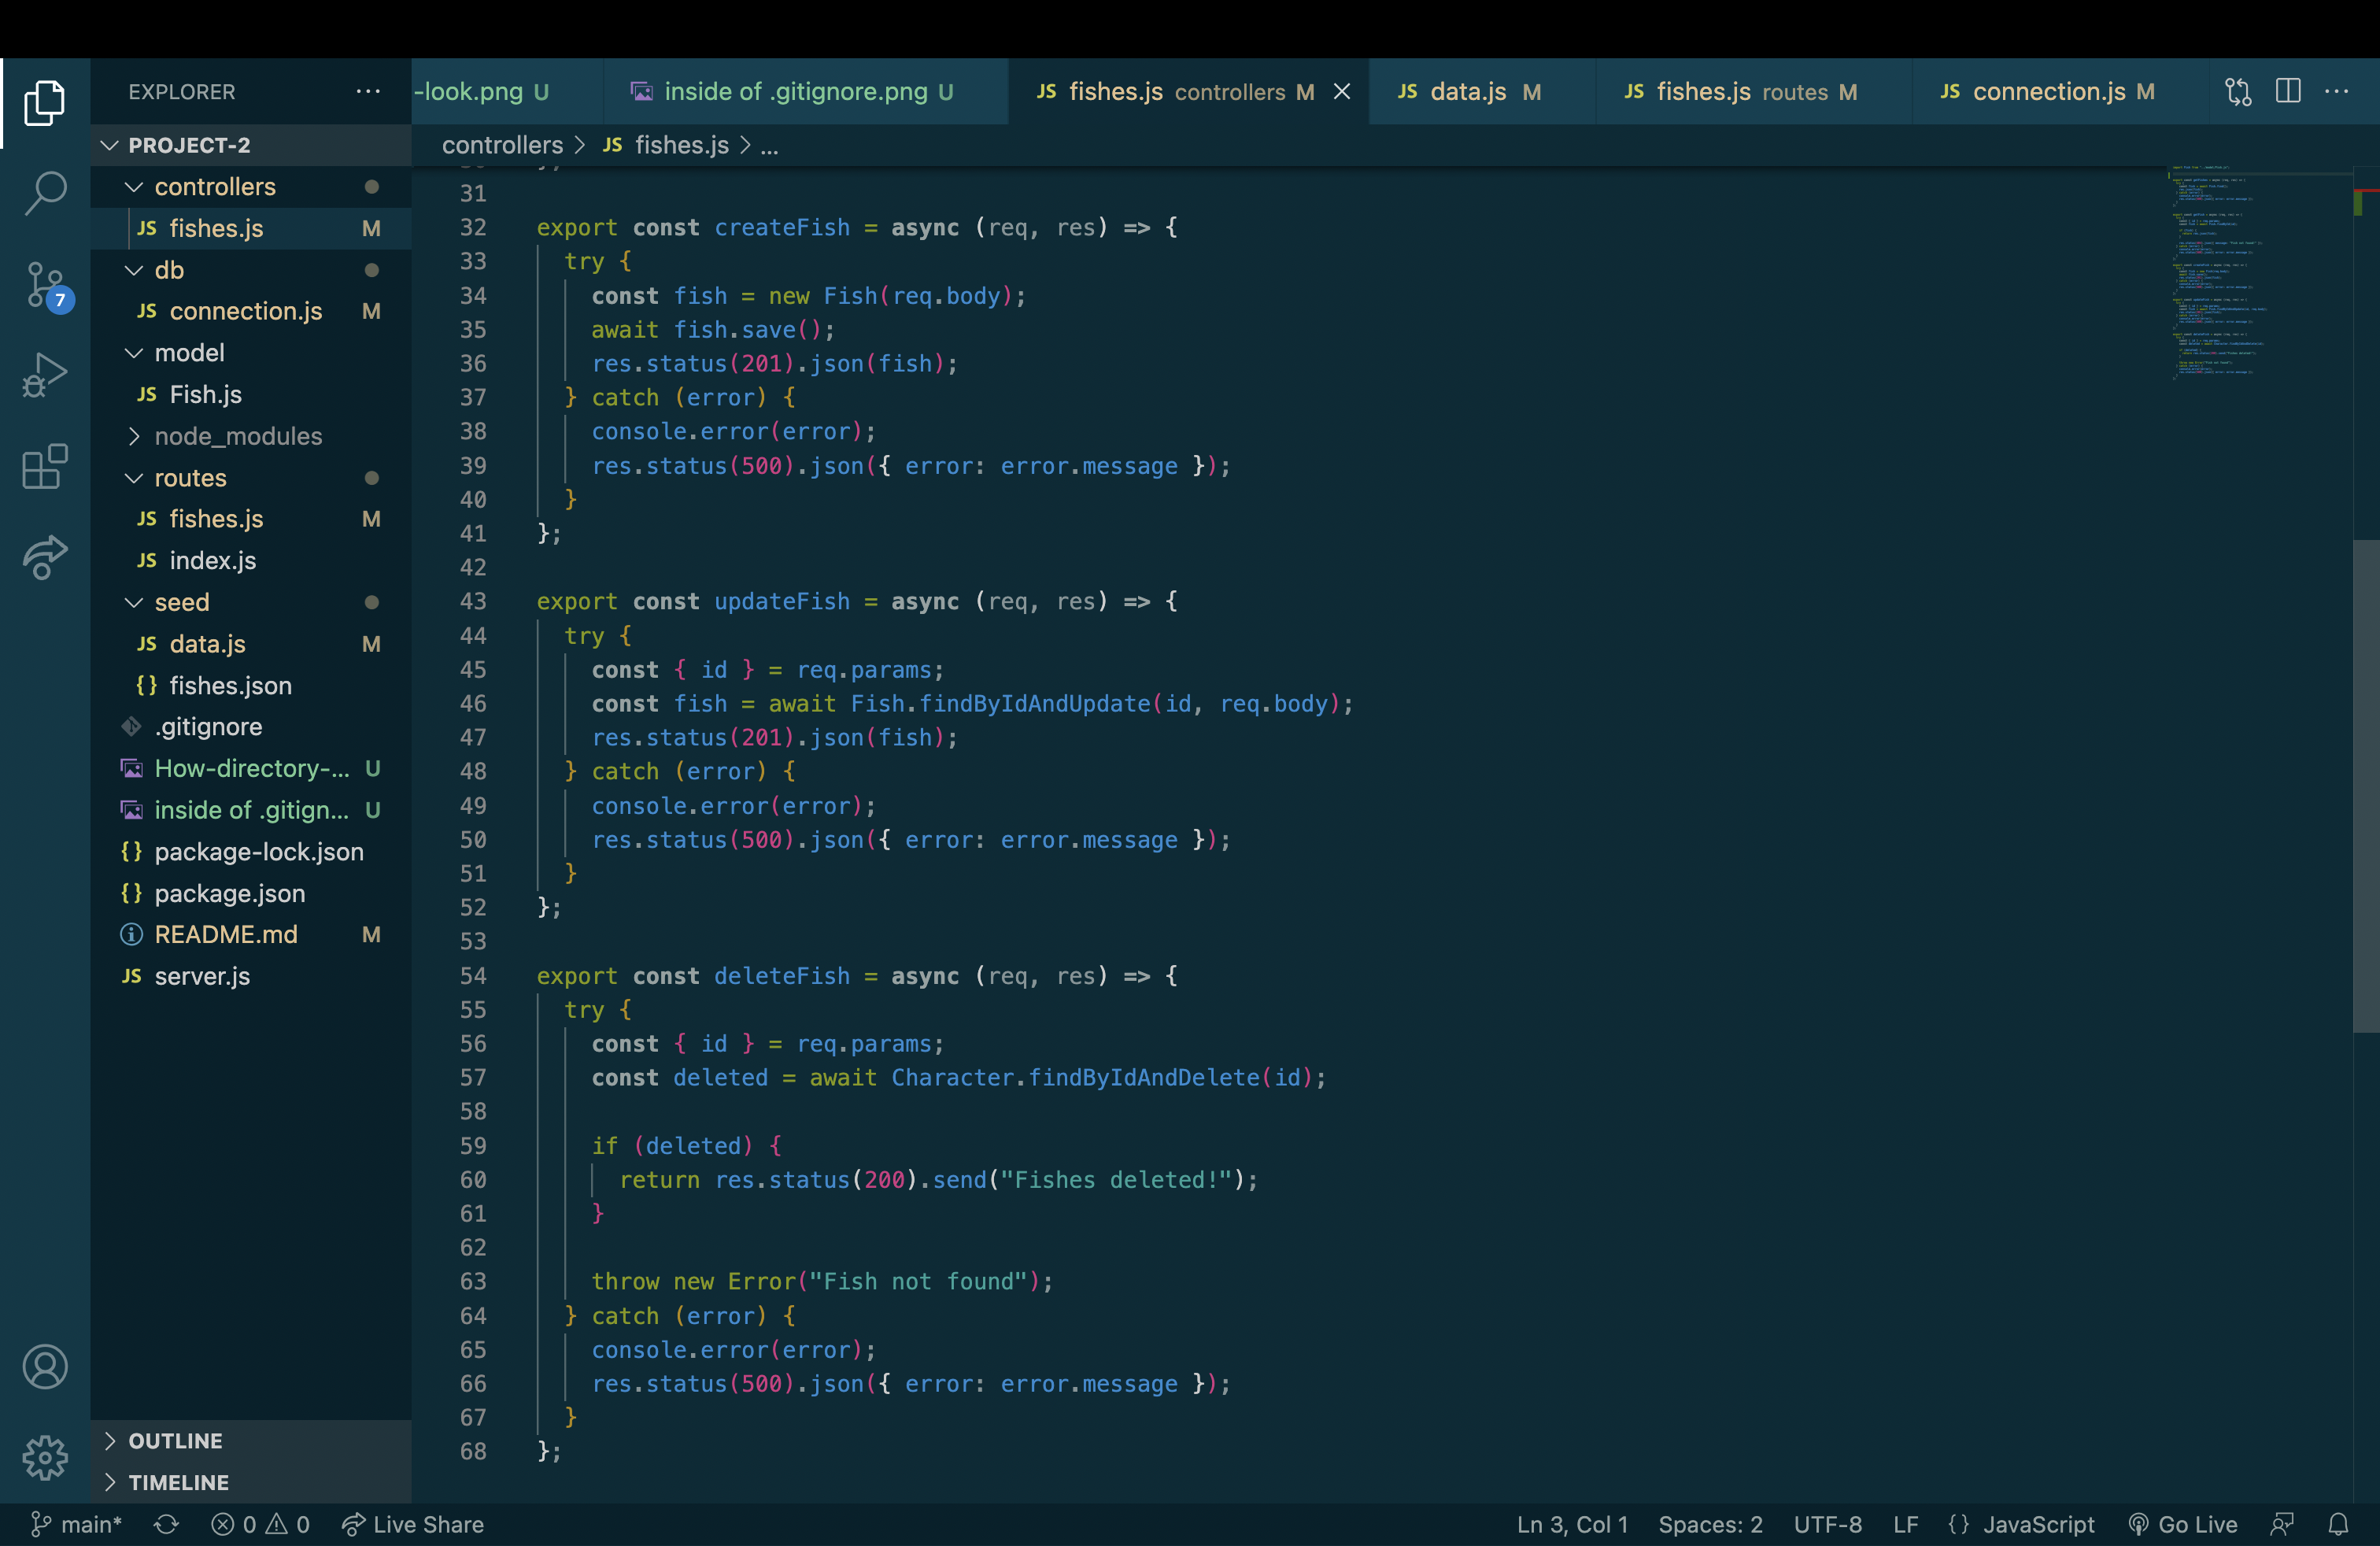 EXPLORER
-look.png U
inside of .gitignore.png U
JS fishes.js controllers M
JS data.js M
JS fishes.js routes M
JS connection.js M
PROJECT-2
controllers > JS fishes.js > ...
controllers
JS fishes.js M
db
JS connection.js M
model
JS Fish.js
node_modules
routes
JS fishes.js M
JS index.js
seed
JS data.js M
{} fishes.json
.gitignore
How-directory-... U
inside of .gitign... U
{} package-lock.json
{} package.json
README.md M
JS server.js
OUTLINE
TIMELINE
7
31
32 export const createFish = async (req, res) => {
33 try {
34 const fish = new Fish(req.body);
35 await fish.save();
36 res.status(201).json(fish);
37 } catch (error) {
38 console.error(error);
39 res.status(500).json({ error: error.message });
40 }
41 };
42
43 export const updateFish = async (req, res) => {
44 try {
45 const { id } = req.params;
46 const fish = await Fish.findByIdAndUpdate(id, req.body);
47 res.status(201).json(fish);
48 } catch (error) {
49 console.error(error);
50 res.status(500).json({ error: error.message });
51 }
52 };
53
54 export const deleteFish = async (req, res) => {
55 try {
56 const { id } = req.params;
57 const deleted = await Character.findByIdAndDelete(id);
58
59 if (deleted) {
60 return res.status(200).send("Fishes deleted!");
61 }
62
63 throw new Error("Fish not found");
64 } catch (error) {
65 console.error(error);
66 res.status(500).json({ error: error.message });
67 }
68 };
main* 0 0 Live Share Ln 3, Col 1 Spaces: 2 UTF-8 LF {} JavaScript Go Live